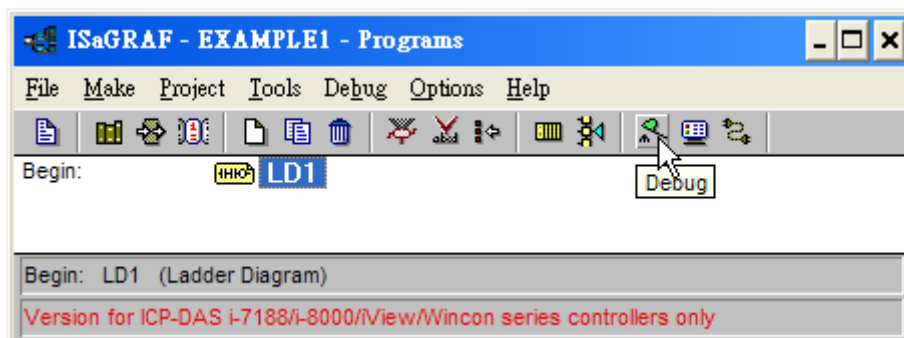 ISaGRAF - EXAMPLE1 - Programs
File Make Project Tools Debug Options Help
Begin: LD1
Debug
Begin: LD1 (Ladder Diagram)
Version for ICP-DAS i-7188/i-8000/iView/Wincon series controllers only